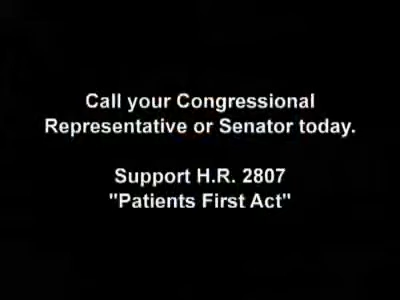 Call your Congressional
Representative or Senator today.
Support H.R. 2807
"Patients First Act"